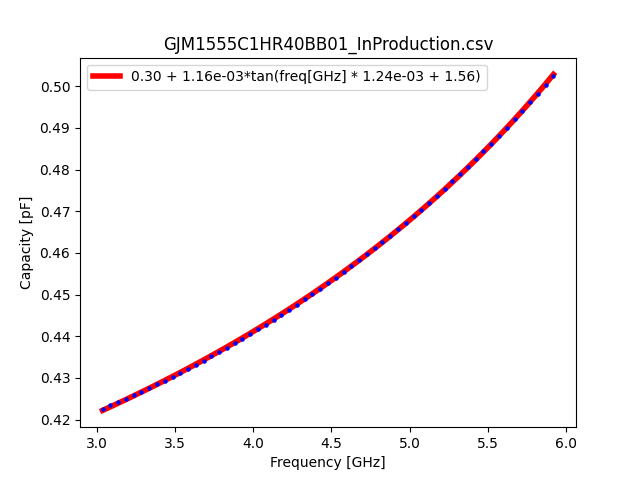 GJM1555C1HR40BB01_InProduction.csv
0.30 + 1.16e-03*tan(freq[GHz] * 1.24e-03 + 1.56)
0.50
0.49
0.48
0.47
0.46
0.45
0.44
0.43
0.42
Capacity [pF]
3.0 3.5 4.0 4.5 5.0 5.5 6.0
Frequency [GHz]